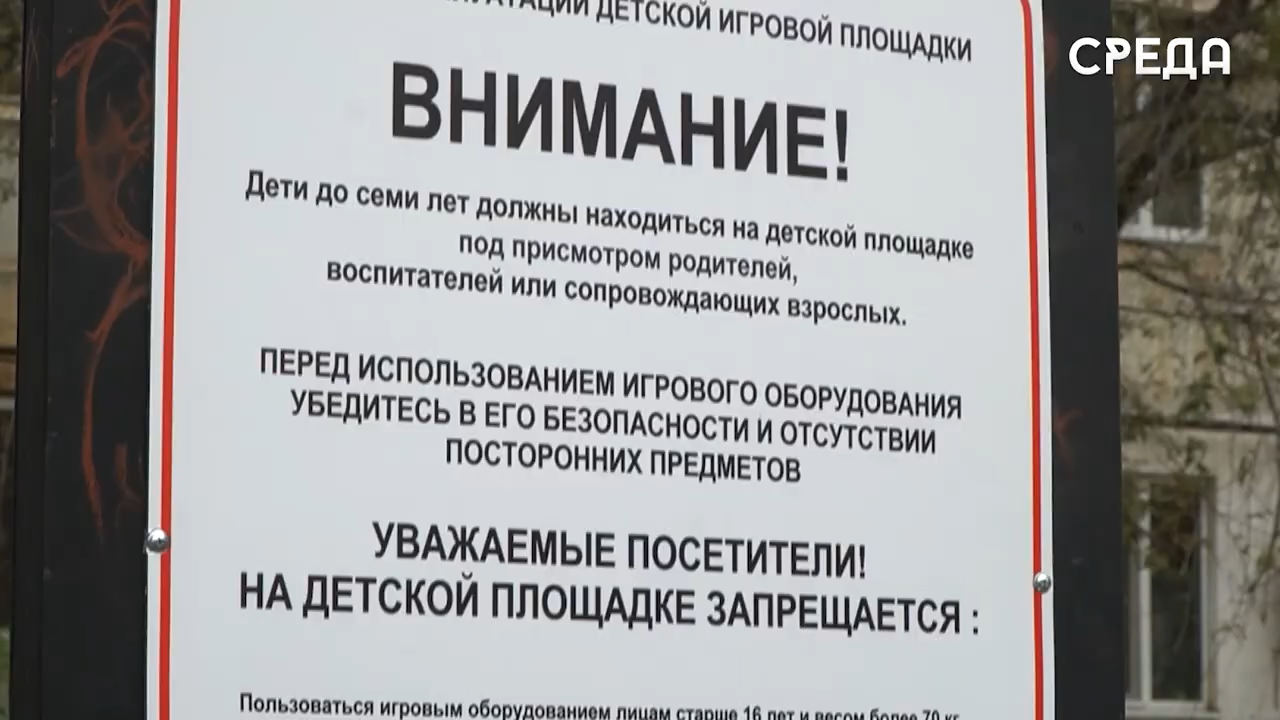 ДЕТСКОЙ ИГРОВОЙ ПЛОЩАДКИ
СРЕДА
ВНИМАНИЕ!
Дети до семи лет должны находиться на детской площадке
под присмотром родителей,
воспитателей или сопровождающих взрослых.
ПЕРЕД ИСПОЛЬЗОВАНИЕМ ИГРОВОГО ОБОРУДОВАНИЯ
УБЕДИТЕСЬ В ЕГО БЕЗОПАСНОСТИ И ОТСУТСТВИИ
ПОСТОРОННИХ ПРЕДМЕТОВ
УВАЖАЕМЫЕ ПОСЕТИТЕЛИ!
НА ДЕТСКОЙ ПЛОЩАДКЕ ЗАПРЕЩАЕТСЯ :
Пользоваться игровым оборудованием лицам старше 16 лет и весом более 70 кг